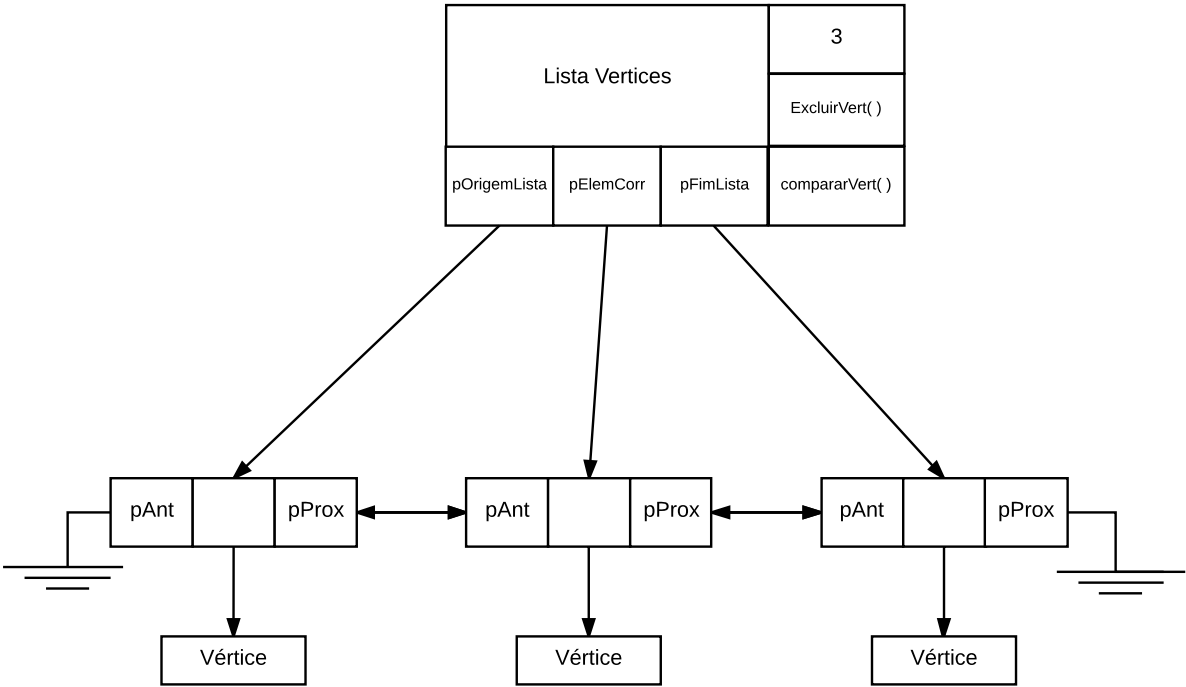 3
Lista Vertices
ExcluirVert( )
pOrigemLista
pElemCorr
pFimLista
compararVert( )
pAnt
pProx
pAnt
pProx
pAnt
pProx
Vértice
Vértice
Vértice